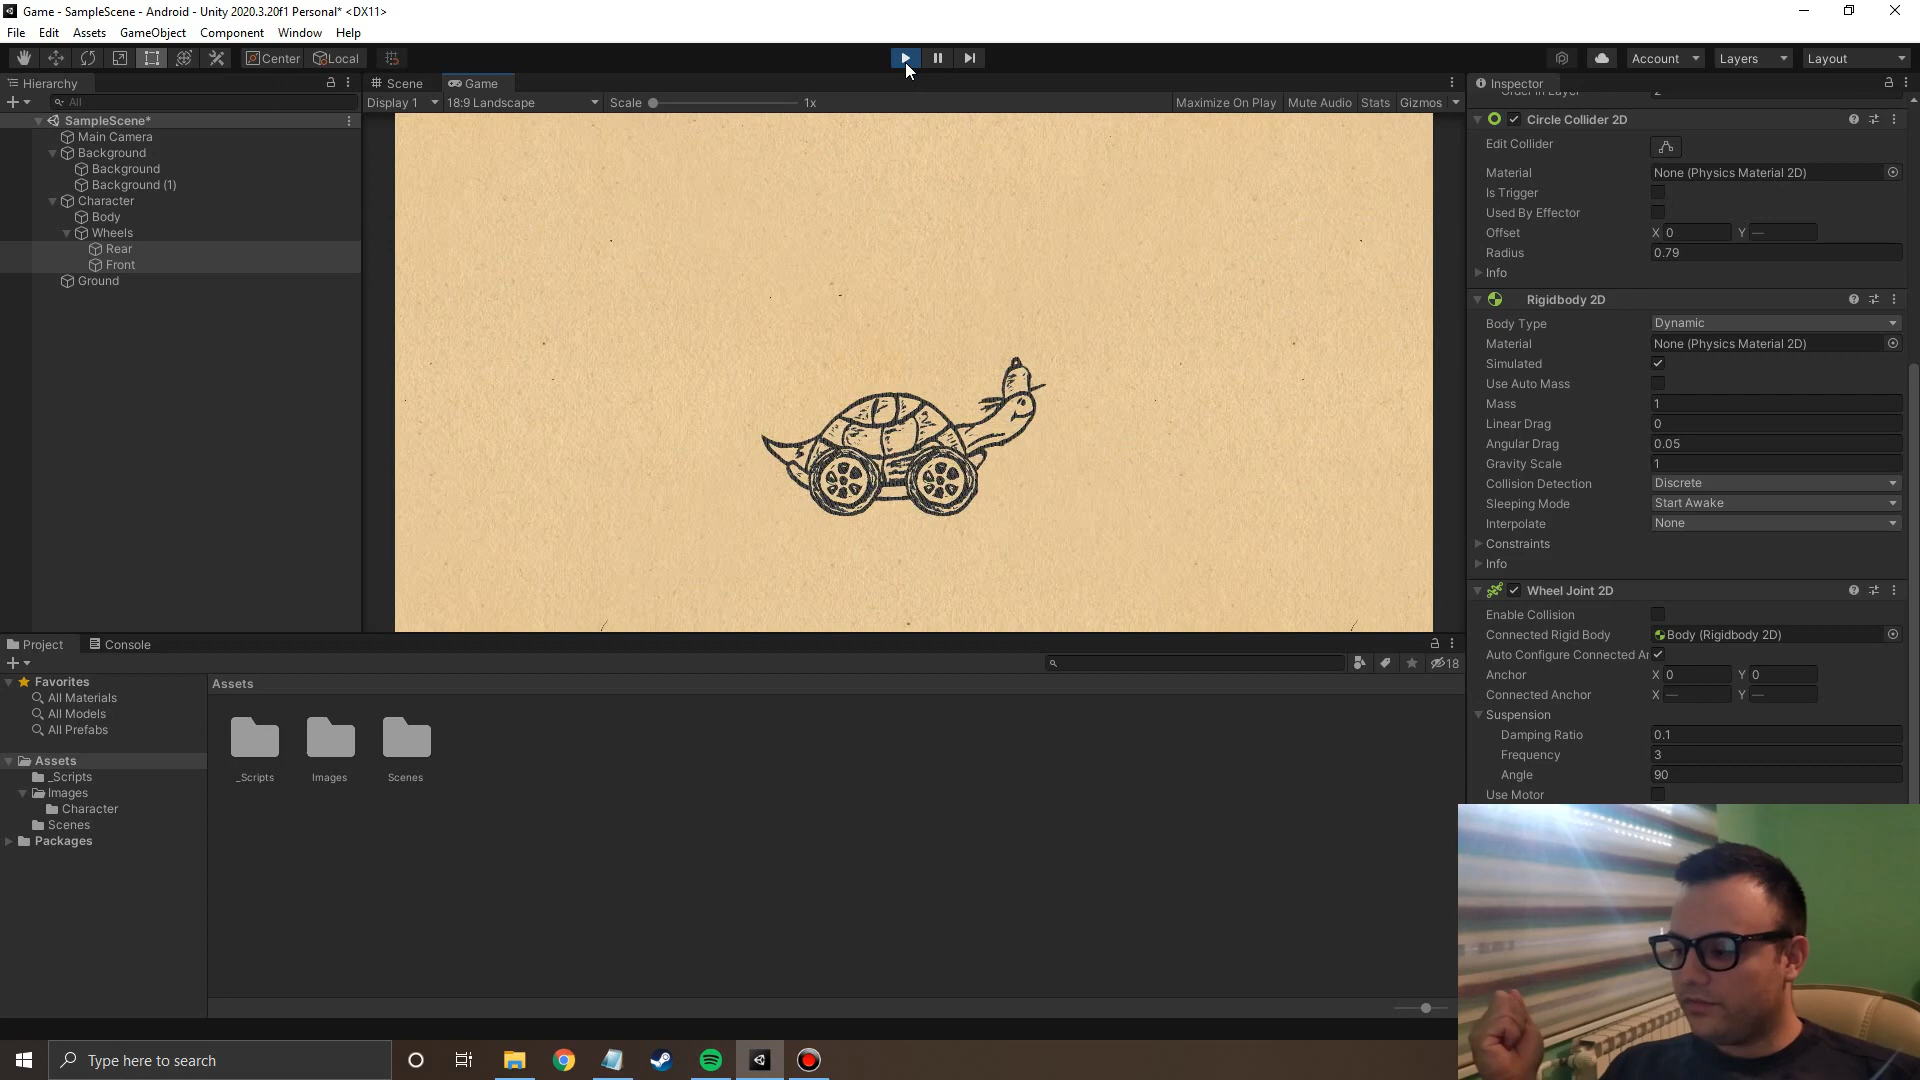 Game - SampleScene - Android - Unity 2020.3.20f1 Personal* <DX11>
File Edit Assets GameObject Component Window Help
Center Local Account Layers Layout
Hierarchy Scene Game Inspector
All Display 1 18:9 Landscape Scale 1x Maximize On Play Mute Audio Stats Gizmos
SampleScene*
Main Camera
Background
Background
Background (1)
Character
Body
Wheels
Rear
Front
Ground
Circle Collider 2D
Edit Collider
Material None (Physics Material 2D)
Is Trigger
Used By Effector
Offset X 0 Y —
Radius 0.79
Info
Rigidbody 2D
Body Type Dynamic
Material None (Physics Material 2D)
Simulated
Use Auto Mass
Mass 1
Linear Drag 0
Angular Drag 0.05
Gravity Scale 1
Collision Detection Discrete
Sleeping Mode Start Awake
Interpolate None
Constraints
Info
Wheel Joint 2D
Enable Collision
Connected Rigid Body Body (Rigidbody 2D)
Auto Configure Connected Ar
Anchor X 0 Y 0
Connected Anchor X — Y —
Suspension
Damping Ratio 0.1
Frequency 3
Angle 90
Use Motor
Project Console
18
Favorites
All Materials
All Models
All Prefabs
Assets
_Scripts
Images
Character
Scenes
Packages
Assets
_Scripts Images Scenes
Type here to search